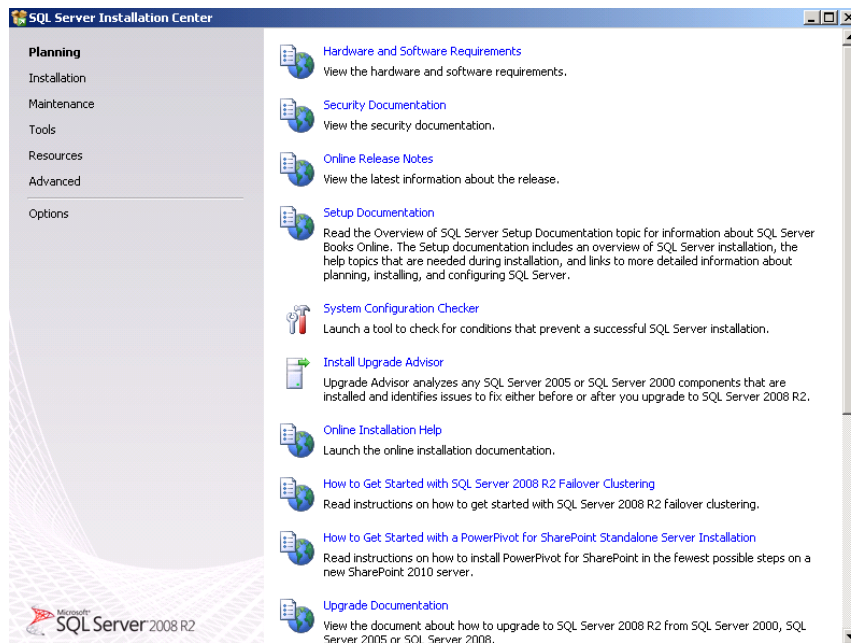 SQL Server Installation Center
Planning
Installation
Maintenance
Tools
Resources
Advanced
Options
Hardware and Software Requirements
View the hardware and software requirements.
Security Documentation
View the security documentation.
Online Release Notes
View the latest information about the release.
Setup Documentation
Read the Overview of SQL Server Setup Documentation topic for information about SQL Server
Books Online. The Setup documentation includes an overview of SQL Server installation, the
help topics that are needed during installation, and links to more detailed information about
planning, installing, and configuring SQL Server.
System Configuration Checker
Launch a tool to check for conditions that prevent a successful SQL Server installation.
Install Upgrade Advisor
Upgrade Advisor analyzes any SQL Server 2005 or SQL Server 2000 components that are
installed and identifies issues to fix either before or after you upgrade to SQL Server 2008 R2.
Online Installation Help
Launch the online installation documentation.
How to Get Started with SQL Server 2008 R2 Failover Clustering
Read instructions on how to get started with SQL Server 2008 R2 failover clustering.
How to Get Started with a PowerPivot for SharePoint Standalone Server Installation
Read instructions on how to install PowerPivot for SharePoint in the fewest possible steps on a
new SharePoint 2010 server.
Upgrade Documentation
View the document about how to upgrade to SQL Server 2008 R2 from SQL Server 2000, SQL
Server 2005 or SQL Server 2008.
Microsoft
SQL Server 2008 R2